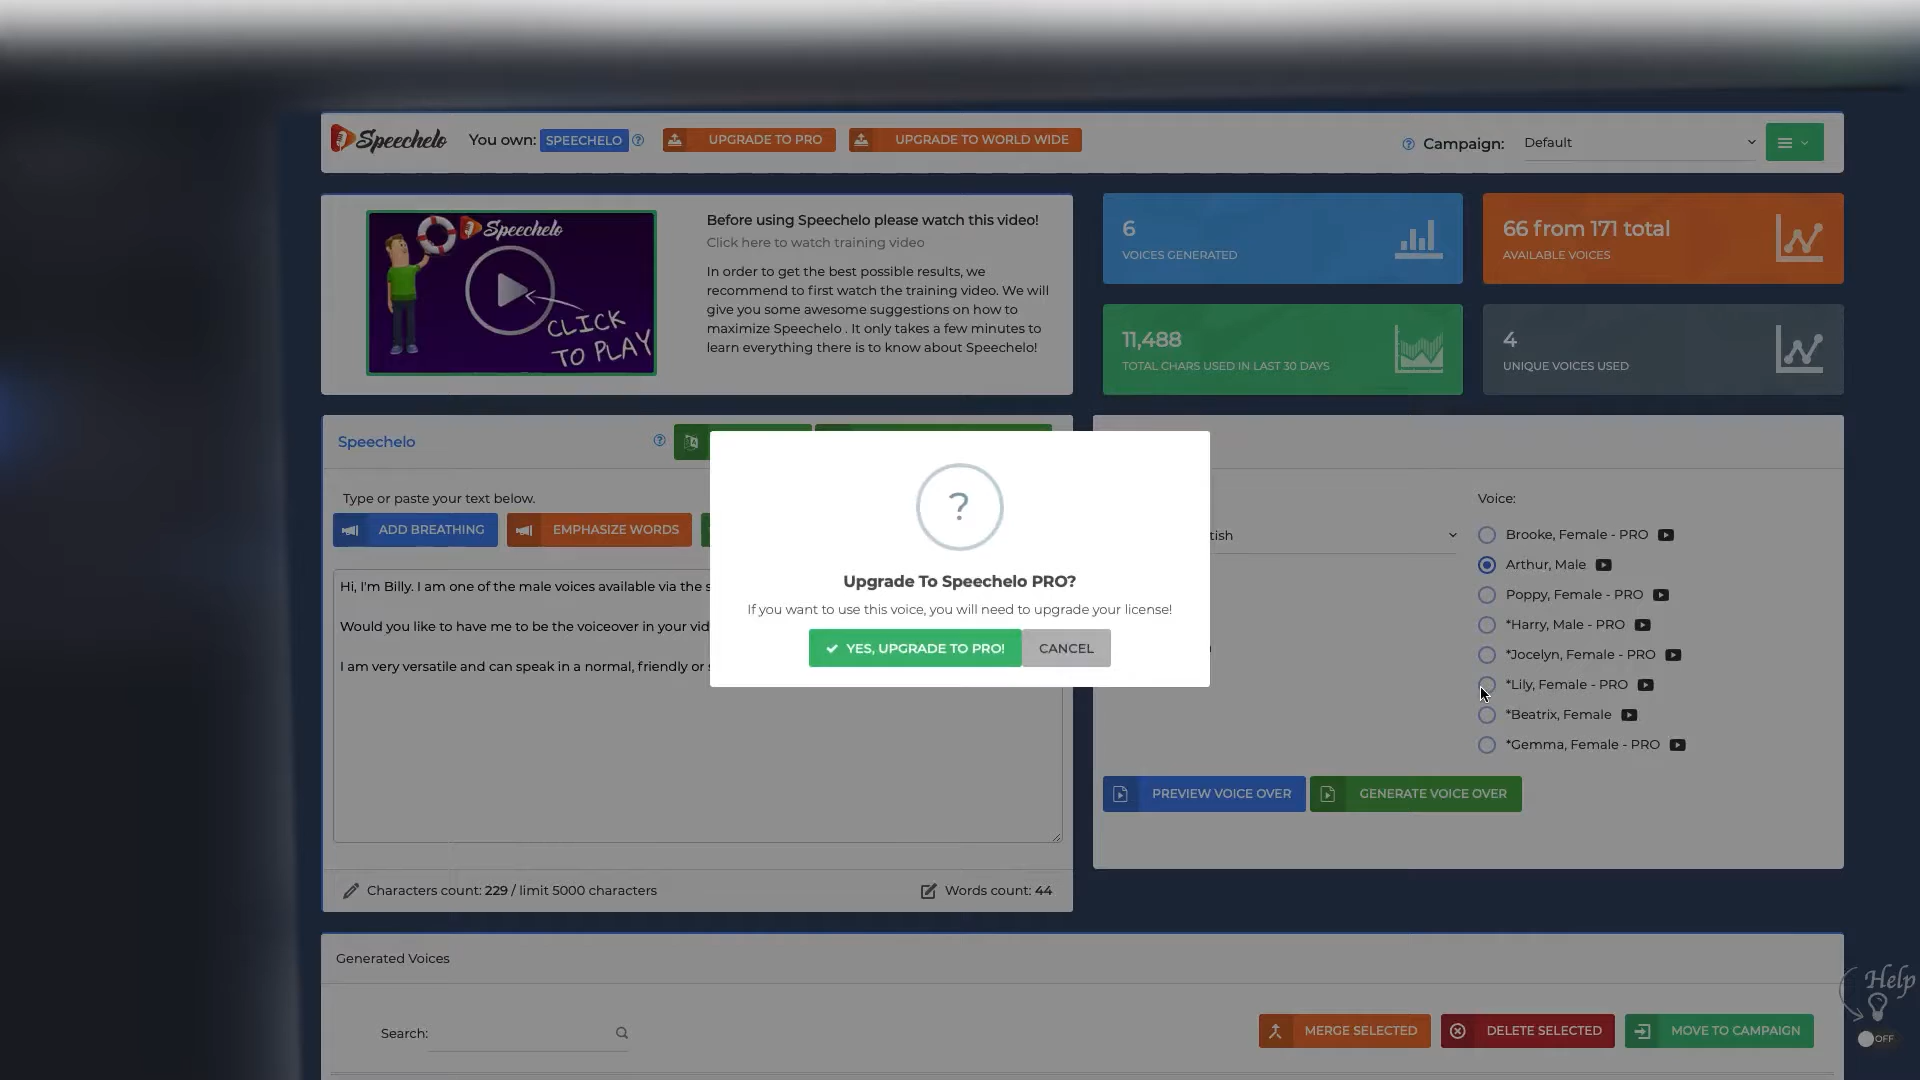 Speechelo
You own: SPEECHELO
UPGRADE TO PRO
UPGRADE TO WORLD WIDE
Campaign: Default
Speechelo
CLICK
TO PLAY
Before using Speechelo please watch this video!
Click here to watch training video
In order to get the best possible results, we
recommend to first watch the training video. We will
give you some awesome suggestions on how to
maximize Speechelo . It only takes a few minutes to
learn everything there is to know about Speechelo!
6
VOICES GENERATED
66 from 171 total
AVAILABLE VOICES
11,488
TOTAL CHARS USED IN LAST 30 DAYS
4
UNIQUE VOICES USED
Speechelo
Type or paste your text below.
ADD BREATHING
EMPHASIZE WORDS
Hi, I'm Billy. I am one of the male voices available via the
Would you like to have me to be the voiceover in your
I am very versatile and can speak in a normal, friendly or
Characters count: 229 / limit 5000 characters
Words count: 44
?
Upgrade To Speechelo PRO?
If you want to use this voice, you will need to upgrade your license!
YES, UPGRADE TO PRO!
CANCEL
Voice:
Brooke, Female - PRO
Arthur, Male
Poppy, Female - PRO
*Harry, Male - PRO
*Jocelyn, Female - PRO
*Lily, Female - PRO
*Beatrix, Female
*Gemma, Female - PRO
PREVIEW VOICE OVER
GENERATE VOICE OVER
Generated Voices
Search:
MERGE SELECTED
DELETE SELECTED
MOVE TO CAMPAIGN
Help
OFF